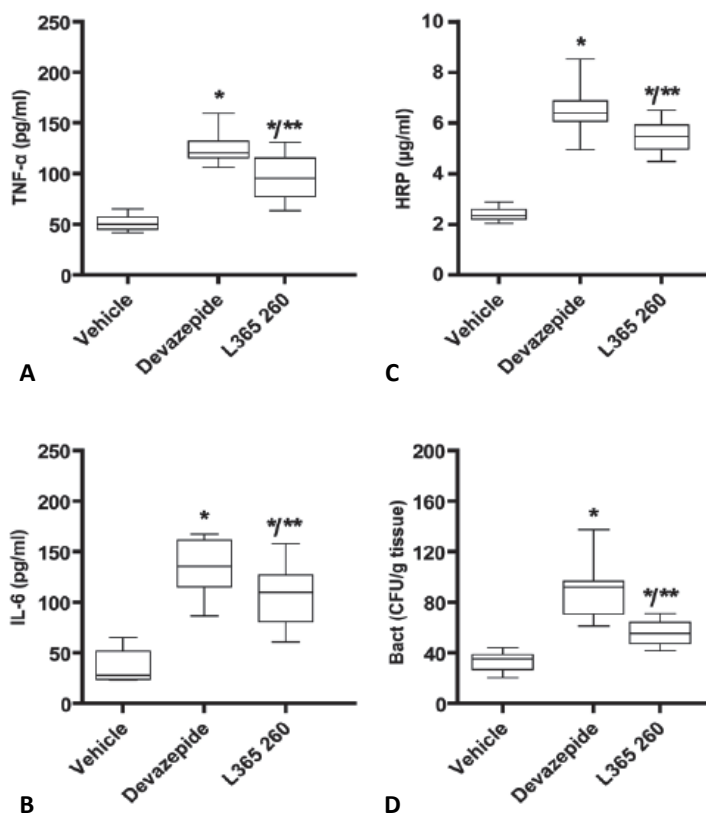 TNF-α (pg/ml)
250
200
150
100
50
0
*
*/**
Vehicle
Devazepide
L365 260
A
HRP (µg/ml)
10
8
6
4
2
0
*
*/**
Vehicle
Devazepide
L365 260
C
IL-6 (pg/ml)
250
200
150
100
50
0
*
*/**
Vehicle
Devazepide
L365 260
B
Bact (CFU/g tissue)
200
160
120
80
40
0
*
*/**
Vehicle
Devazepide
L365 260
D